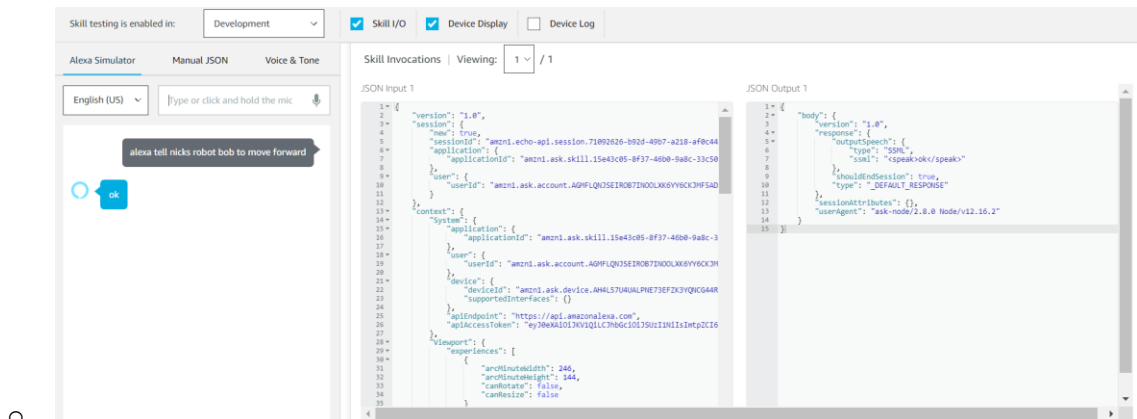 Skill testing is enabled in: Development Skill I/O Device Display Device Log
Alexa Simulator Manual JSON Voice & Tone
English (US) Type or click and hold the mic
alexa tell nicks robot bob to move forward
ok
Skill Invocations | Viewing: 1 / 1
JSON Input 1
1 {
2 "version": "1.0",
3 "session": {
4 "new": true,
5 "sessionId": "amzn1.echo-api.session.71092626-b92d-49b7-a218-af0c44
6 "application": {
7 "applicationId": "amzn1.ask.skill.15e43c05-8f37-46b0-9a8c-33c50
8 },
9 "user": {
10 "userId": "amzn1.ask.account.AGMFLQNJSEIROB7INOOLXK6YY6CKJMFSAD
11 }
12 },
13 "context": {
14 "System": {
15 "application": {
16 "applicationId": "amzn1.ask.skill.15e43c05-8f37-46b0-9a8c-3
17 },
18 "user": {
19 "userId": "amzn1.ask.account.AGMFLQNJSEIROB7INOOLXK6YY6CKJM
20 },
21 "device": {
22 "deviceId": "amzn1.ask.device.AH4L57U4UALPNE73EFZK3YQNCG44R
23 "supportedInterfaces": {}
24 },
25 "apiEndpoint": "https://api.amazonalexa.com",
26 "apiAccessToken": "eyJ0eXAiOiJKV1QiLCJhbGciOiJSUzI1NiIsImtpZCI6
27 },
28 "Viewport": {
29 "experiences": [
30 {
31 "arcMinuteWidth": 246,
32 "arcMinuteHeight": 144,
33 "canRotate": false,
34 "canResize": false
35 }
JSON Output 1
1 {
2 "body": {
3 "version": "1.0",
4 "response": {
5 "outputSpeech": {
6 "type": "SSML",
7 "ssml": "<speak>ok</speak>"
8 },
9 "shouldEndSession": true,
10 "type": "_DEFAULT_RESPONSE"
11 },
12 "sessionAttributes": {},
13 "userAgent": "ask-node/2.8.0 Node/v12.16.2"
14 }
15 }